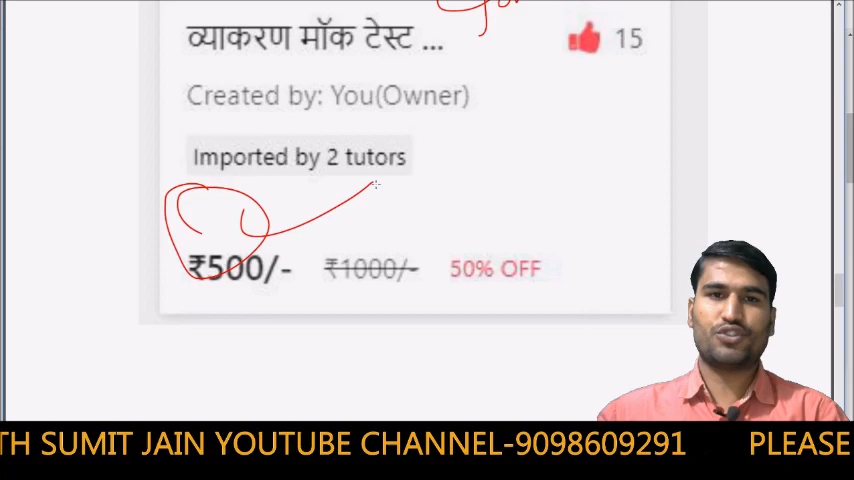 व्याकरण मॉक टेस्ट ... 15
Created by: You(Owner)
Imported by 2 tutors
₹500/- ₹1000/- 50% OFF
TH SUMIT JAIN YOUTUBE CHANNEL-9098609291 PLEASE